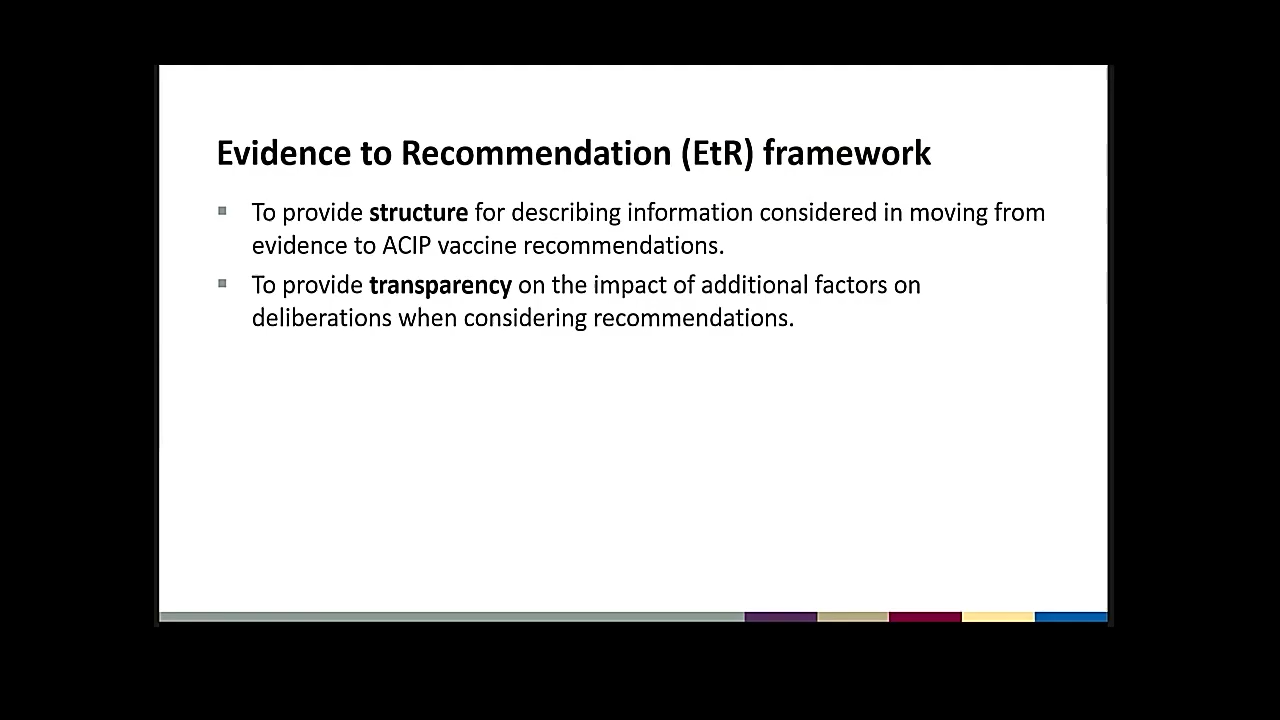 Evidence to Recommendation (EtR) framework
To provide structure for describing information considered in moving from
evidence to ACIP vaccine recommendations.
To provide transparency on the impact of additional factors on
deliberations when considering recommendations.